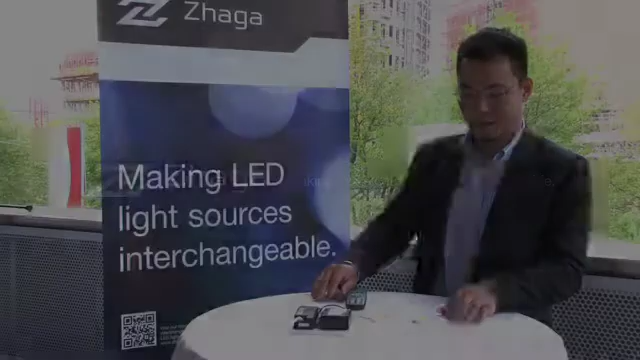 Zhaga
Making LED
light sources
interchangeable.